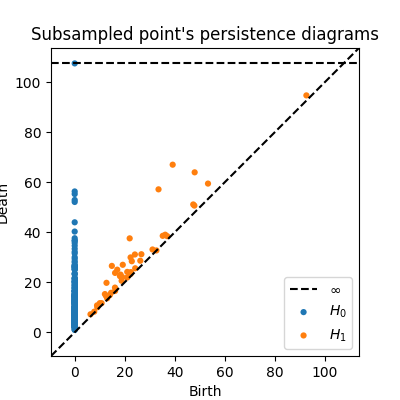 Subsampled point's persistence diagrams
100
80
60
40
20
0
Death
0 20 40 60 80 100
Birth
∞
H₀
H₁